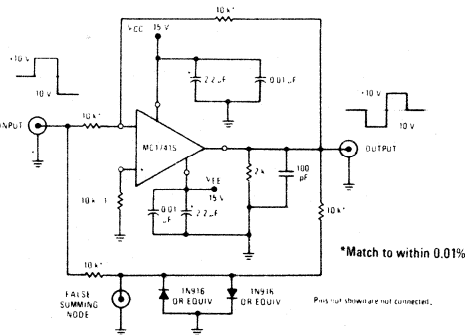 10 k*
VCC 15 V
+10 V
10 V
2.2 µF
0.01 µF
+10 V
10 V
10 k*
INPUT
MC1741S
OUTPUT
2 k
100 pF
VEE
15 V
10 k
0.01 µF
2.2 µF
10 k*
*Match to within 0.01%
10 k*
1N916 OR EQUIV
1N916 OR EQUIV
FALSE SUMMING NODE
Pins not shown are not connected.